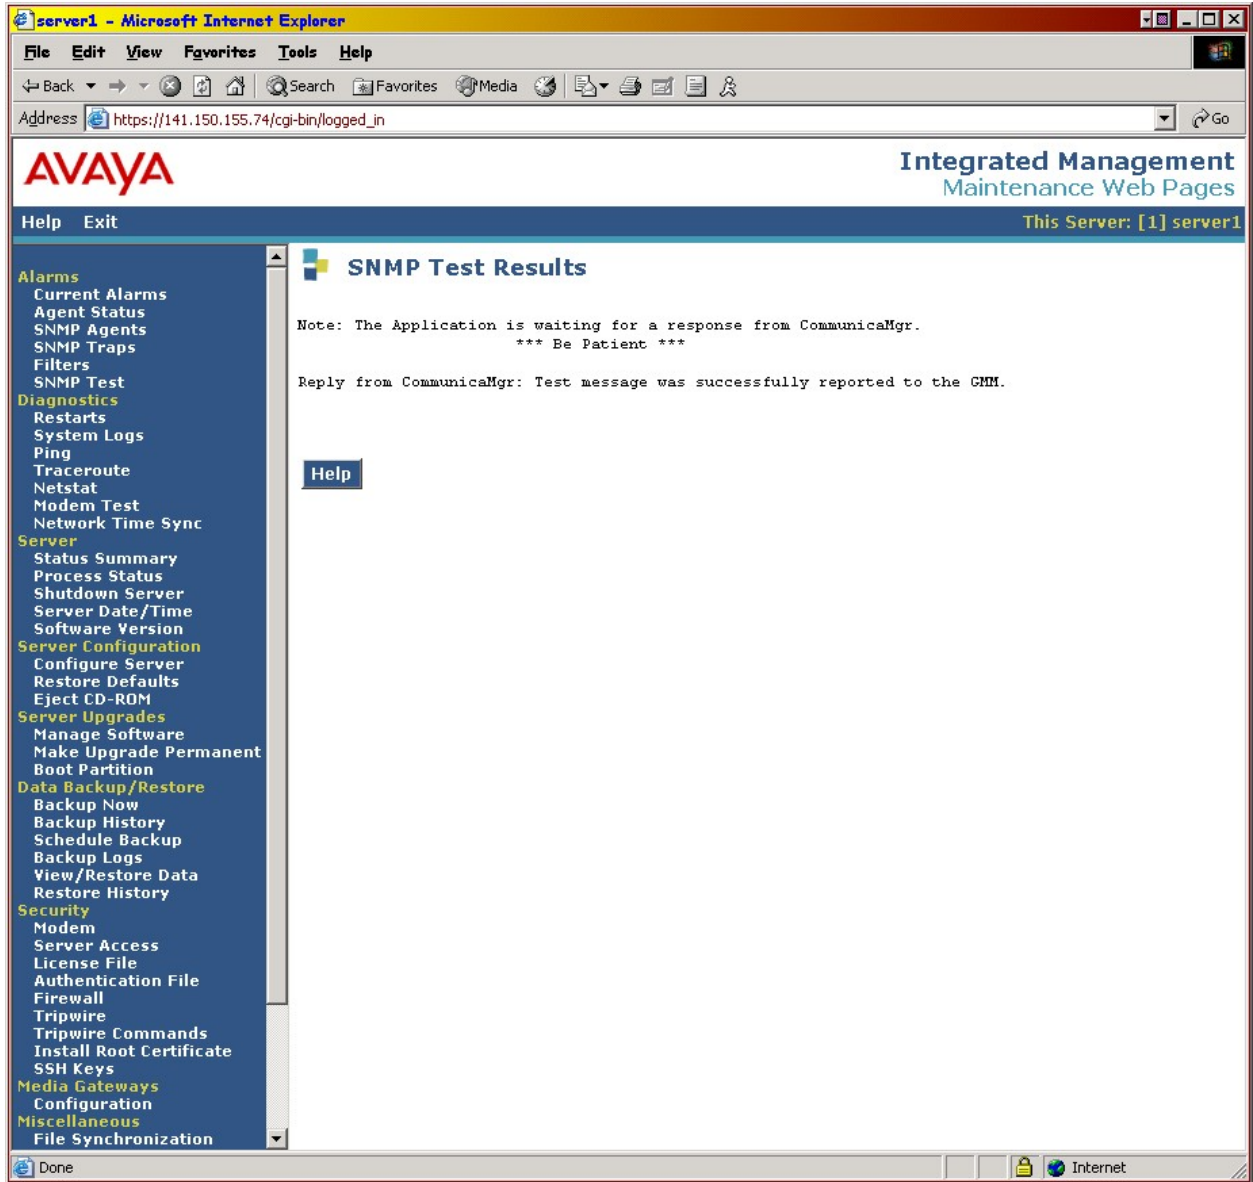 server1 - Microsoft Internet Explorer
File Edit View Favorites Tools Help
Back Search Favorites Media
Address https://141.150.155.74/cgi-bin/logged_in Go
AVAYA
Integrated Management
Maintenance Web Pages
Help Exit
This Server: [1] server1
Alarms
Current Alarms
Agent Status
SNMP Agents
SNMP Traps
Filters
SNMP Test
Diagnostics
Restarts
System Logs
Ping
Traceroute
Netstat
Modem Test
Network Time Sync
Server
Status Summary
Process Status
Shutdown Server
Server Date/Time
Software Version
Server Configuration
Configure Server
Restore Defaults
Eject CD-ROM
Server Upgrades
Manage Software
Make Upgrade Permanent
Boot Partition
Data Backup/Restore
Backup Now
Backup History
Schedule Backup
Backup Logs
View/Restore Data
Restore History
Security
Modem
Server Access
License File
Authentication File
Firewall
Tripwire
Tripwire Commands
Install Root Certificate
SSH Keys
Media Gateways
Configuration
Miscellaneous
File Synchronization
SNMP Test Results
Note: The Application is waiting for a response from CommunicaMgr.
*** Be Patient ***
Reply from CommunicaMgr: Test message was successfully reported to the GMM.
Help
Done
Internet